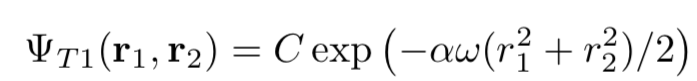 Ψ_{T1}(𝐫₁, 𝐫₂) = C exp (−αω(r₁² + r₂²)/2)